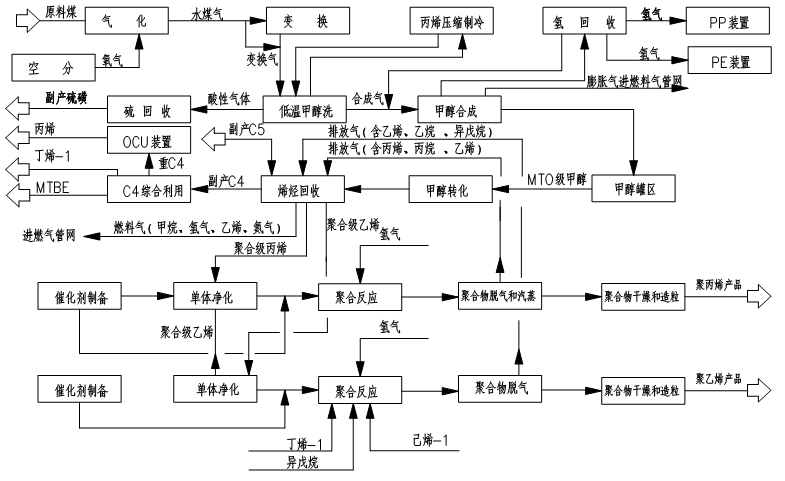 原料煤
气化
水煤气
变换
丙烯压缩制冷
氢回收
氢气
PP装置
空分
氧气
变换气
氢气
PE装置
膨胀气进燃料气管网
副产硫磺
硫回收
酸性气体
低温甲醇洗
合成气
甲醇合成
丙烯
OCU装置
副产C5
排放气(含乙烯、乙烷 、异戊烷)
排放气(含丙烯、丙烷 、乙烯)
丁烯-1
重C4
MTBE
C4综合利用
副产C4
烯烃回收
甲醇转化
MTO级甲醇
甲醇罐区
进燃气管网
燃料气(甲烷、氢气、乙烯、氮气)
聚合级乙烯
氢气
聚合级丙烯
催化剂制备
单体净化
聚合反应
聚合物脱气和汽蒸
聚合物干燥和造粒
聚丙烯产品
聚合级乙烯
氢气
催化剂制备
单体净化
聚合反应
聚合物脱气
聚合物干燥和造粒
聚乙烯产品
丁烯-1
己烯-1
异戊烷